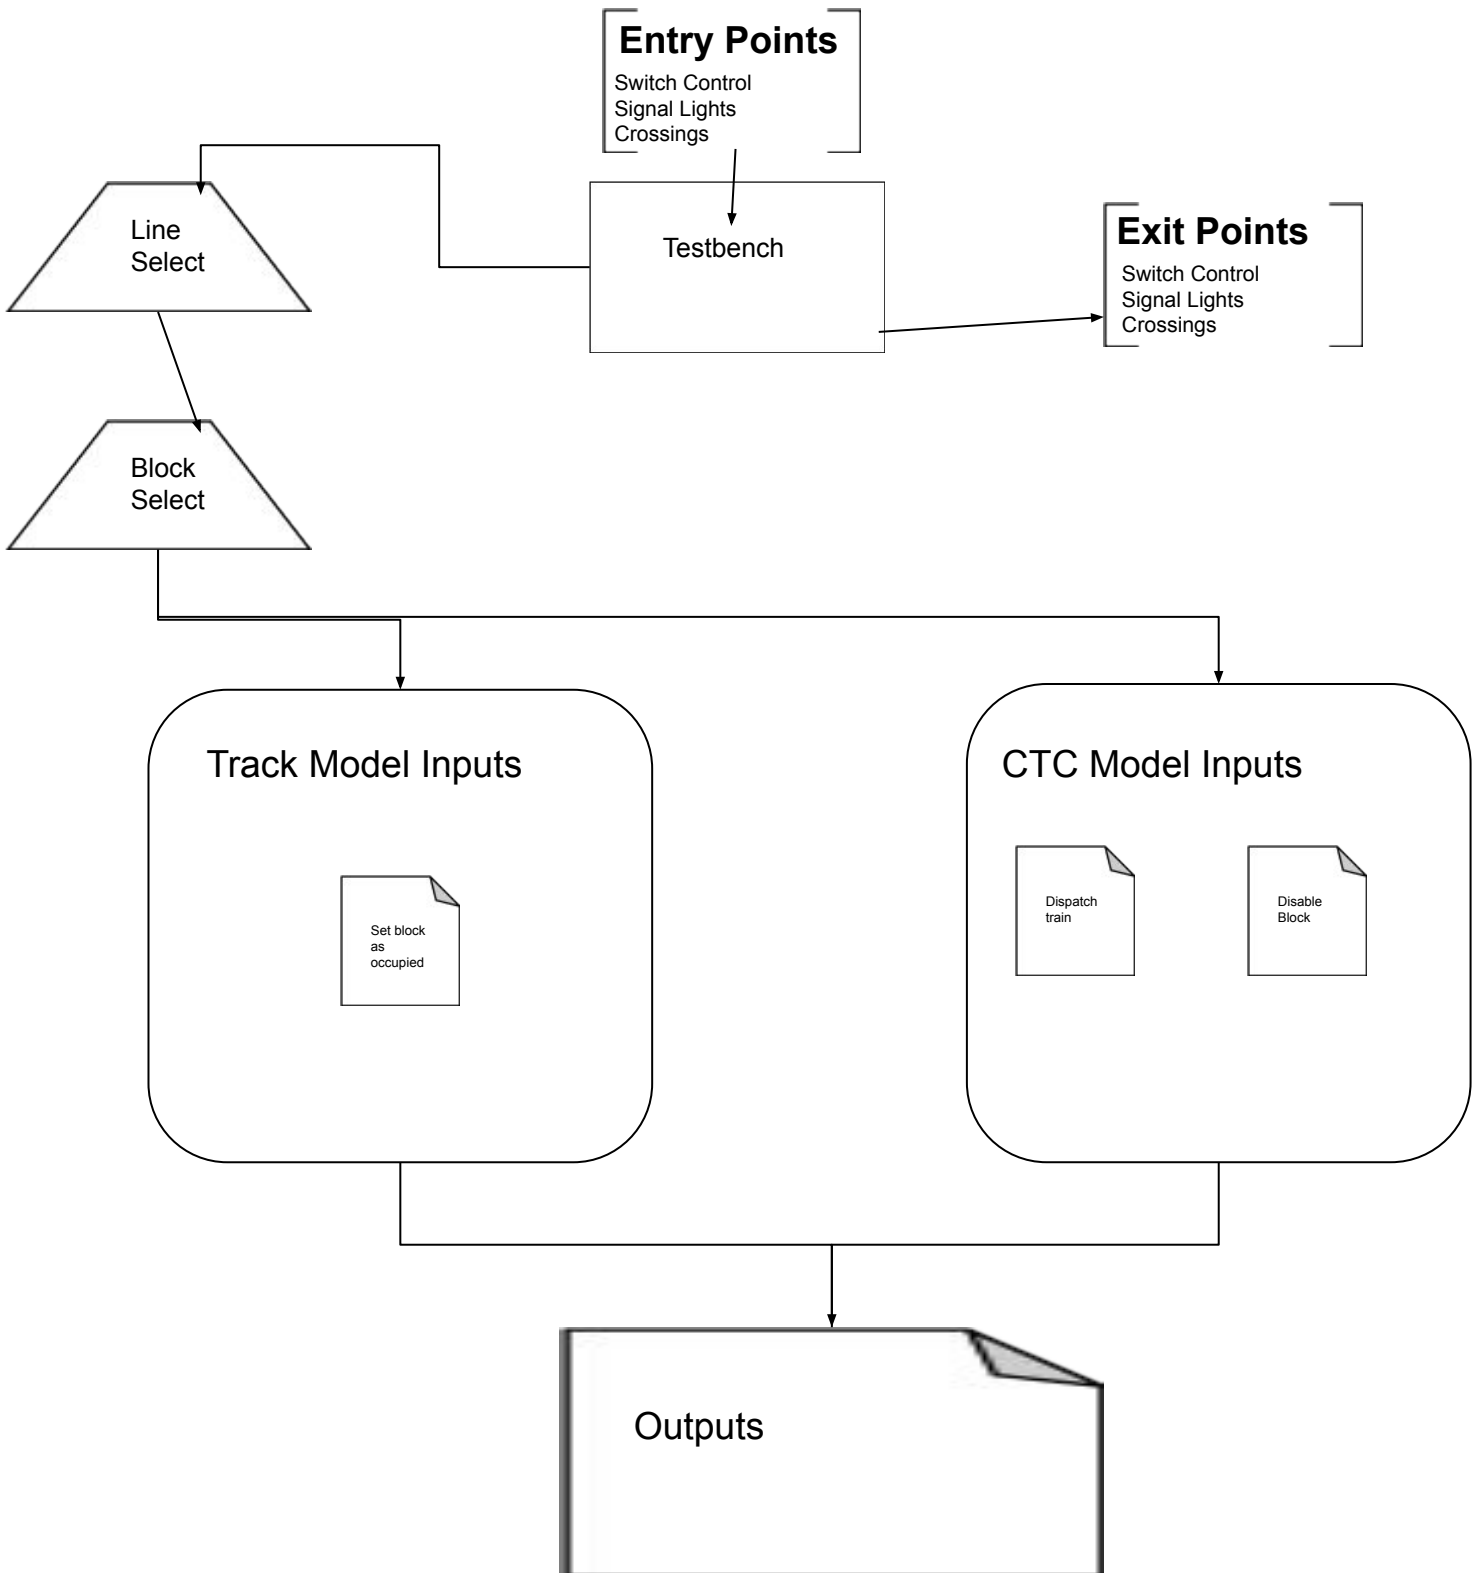 Entry Points
Switch Control
Signal Lights
Crossings
Line
Select
Testbench
Exit Points
Switch Control
Signal Lights
Crossings
Block
Select
Track Model Inputs
Set block
as
occupied
CTC Model Inputs
Dispatch
train
Disable
Block
Outputs